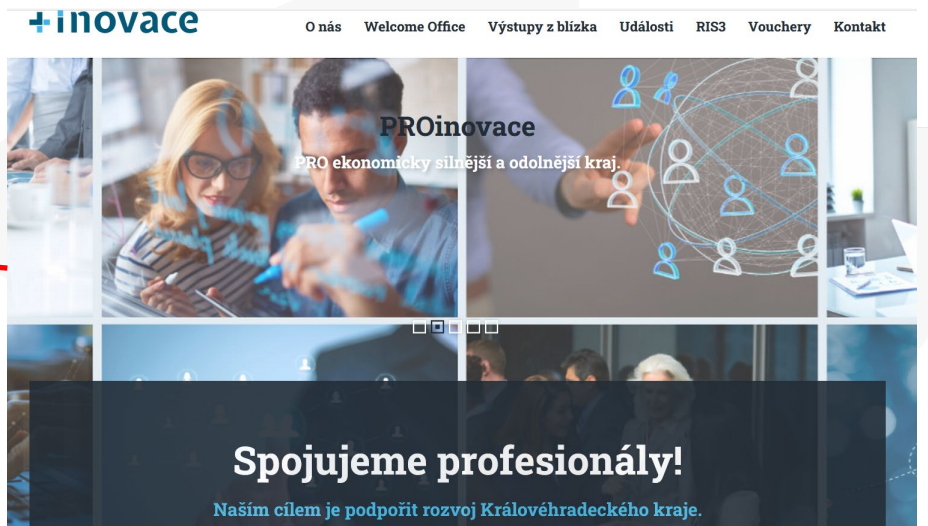 +inovace
O nás Welcome Office Výstupy z blízka Události RIS3 Vouchery Kontakt
PROinovace
PRO ekonomicky silnější a odolnější kraj.
Spojujeme profesionály!
Naším cílem je podpořit rozvoj Královéhradeckého kraje.